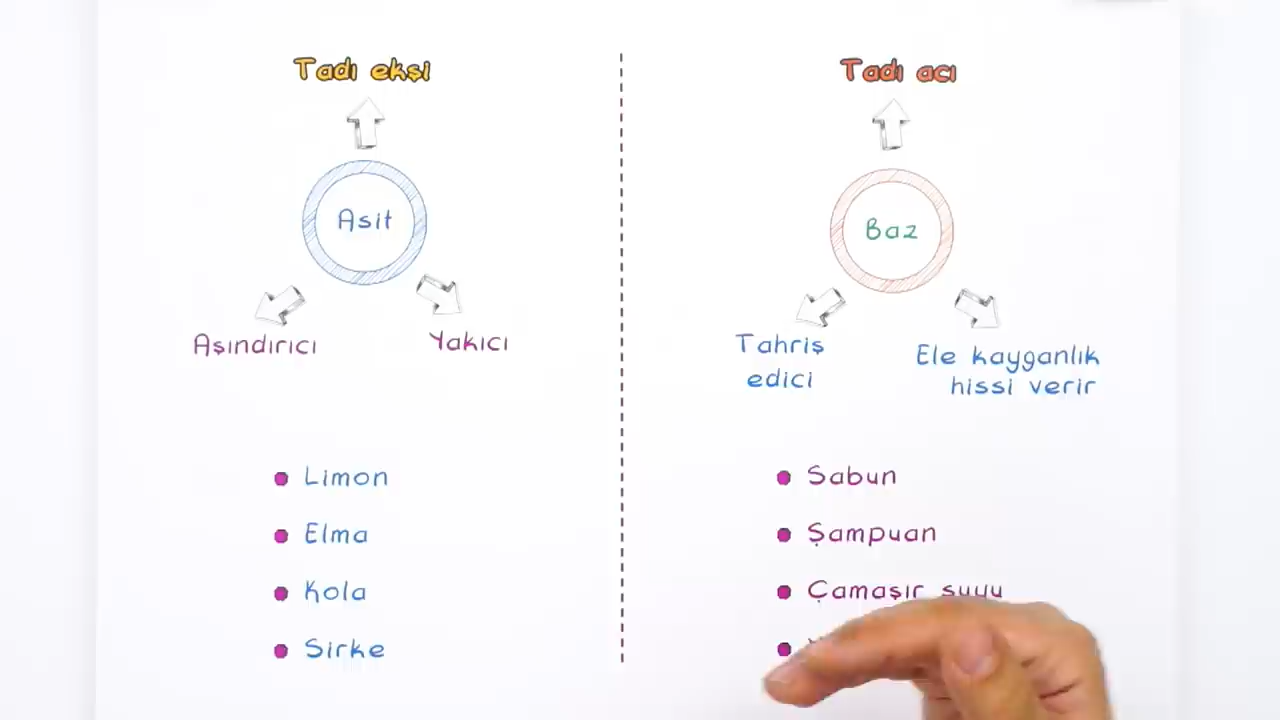 Tadı ekşi
Asit
Aşındırıcı
Yakıcı
Limon
Elma
Kola
Sirke
Tadı acı
Baz
Tahriş
edici
Ele kayganlık
hissi verir
Sabun
Şampuan
Çamaşır suyu